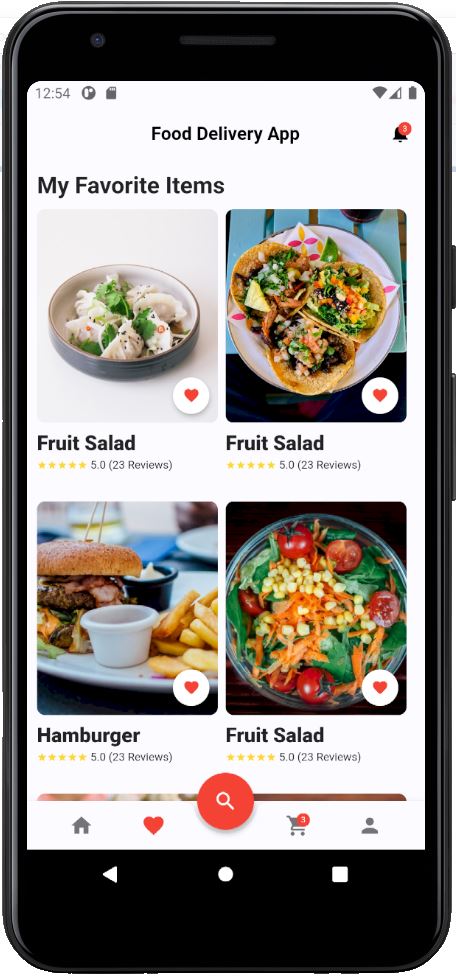 12:54
Food Delivery App
3
My Favorite Items
Fruit Salad
5.0 (23 Reviews)
Fruit Salad
5.0 (23 Reviews)
Hamburger
5.0 (23 Reviews)
Fruit Salad
5.0 (23 Reviews)
3